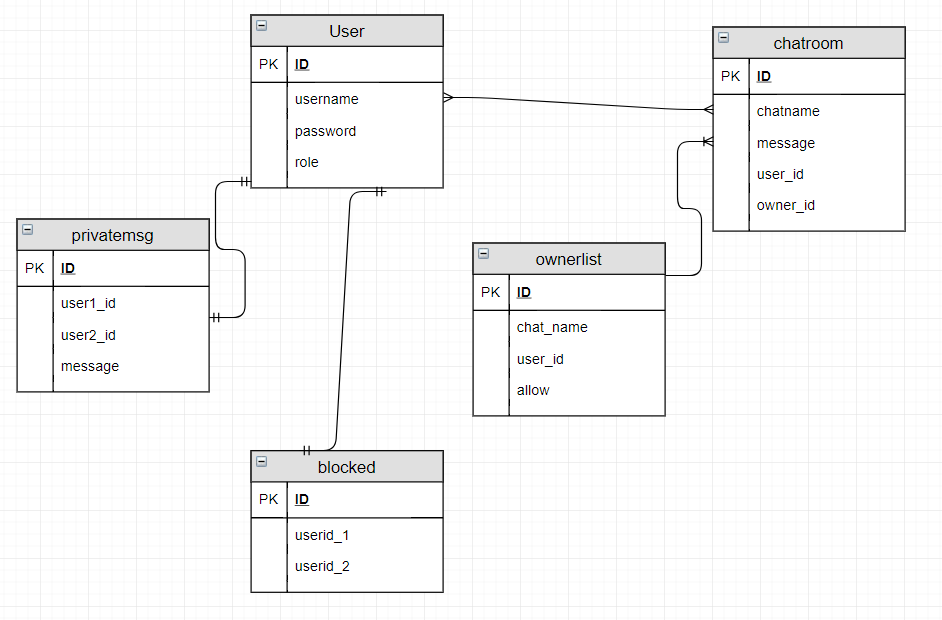 User
PK ID
username
password
role
chatroom
PK ID
chatname
message
user_id
owner_id
privatemsg
PK ID
user1_id
user2_id
message
ownerlist
PK ID
chat_name
user_id
allow
blocked
PK ID
userid_1
userid_2